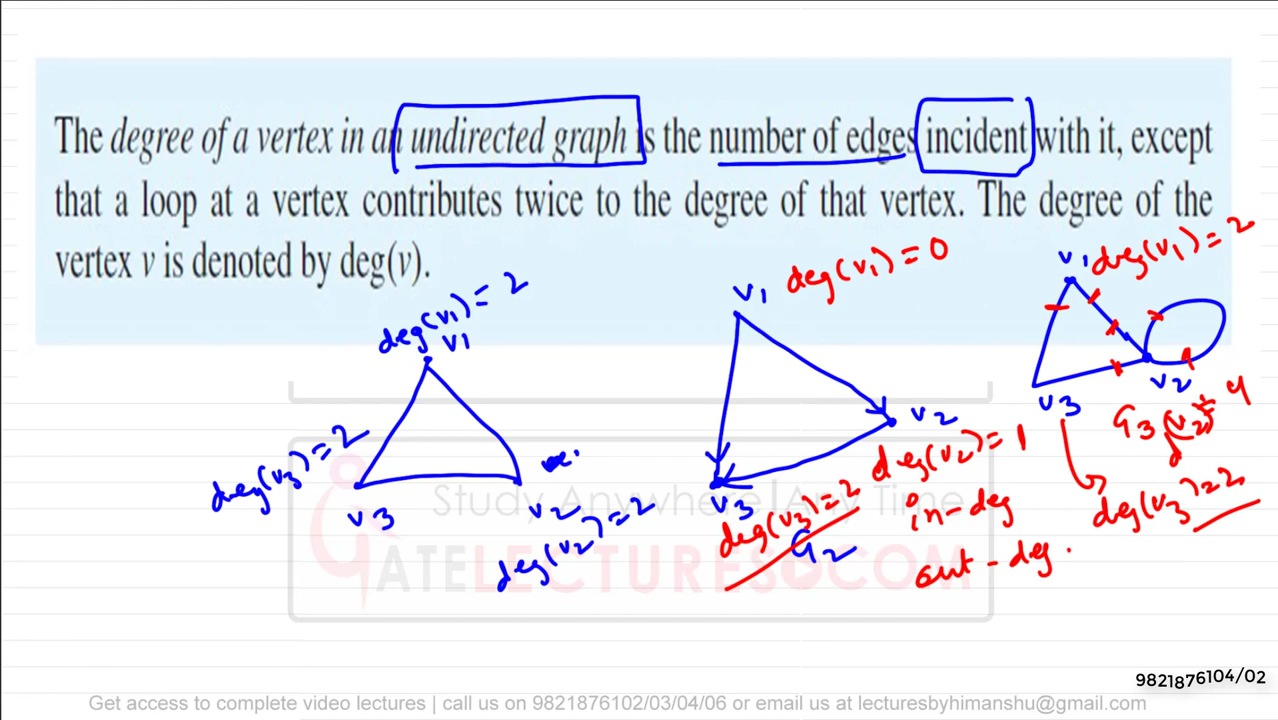 The degree of a vertex in an undirected graph is the number of edges incident with it, except
that a loop at a vertex contributes twice to the degree of that vertex. The degree of the
vertex v is denoted by deg(v).
deg(v1) = 2
v1
deg(v3) = 2
v3
v2
deg(v2) = 2
v1
deg(v1) = 0
v2
deg(v2) = 1
v3
deg(v3) = 2
G2
in-deg
out-deg.
v1
deg(v1) = 2
v2
v3
G3
(v2) = 4
deg(v3) = 2
Study Anywhere | Any Time
GATELECTURES.COM
9821876104/02
Get access to complete video lectures | call us on 9821876102/03/04/06 or email us at lecturesbyhimanshu@gmail.com